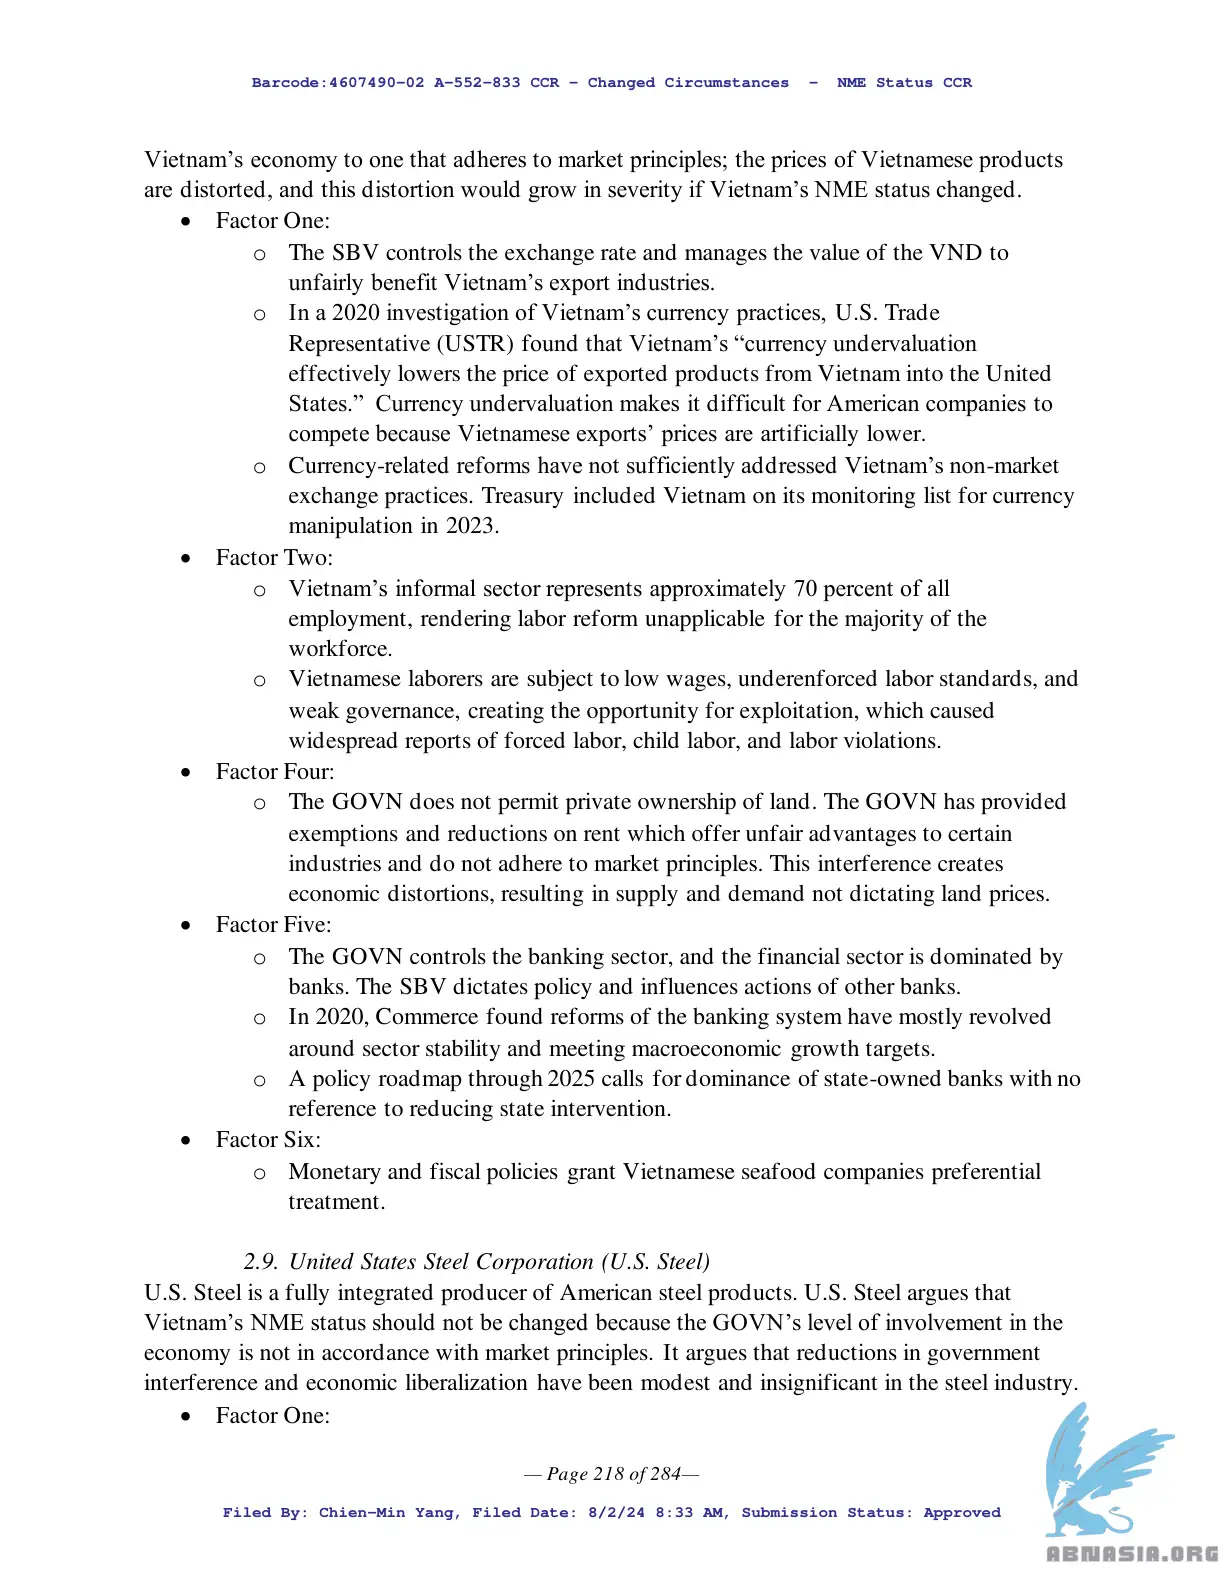 Barcode:4607490-02 A-552-833 CCR - Changed Circumstances - NME Status CCR
Vietnam’s economy to one that adheres to market principles; the prices of Vietnamese products
are distorted, and this distortion would grow in severity if Vietnam’s NME status changed.
• Factor One:
o The SBV controls the exchange rate and manages the value of the VND to
unfairly benefit Vietnam’s export industries.
o In a 2020 investigation of Vietnam’s currency practices, U.S. Trade
Representative (USTR) found that Vietnam’s “currency undervaluation
effectively lowers the price of exported products from Vietnam into the United
States.” Currency undervaluation makes it difficult for American companies to
compete because Vietnamese exports’ prices are artificially lower.
o Currency-related reforms have not sufficiently addressed Vietnam’s non-market
exchange practices. Treasury included Vietnam on its monitoring list for currency
manipulation in 2023.
• Factor Two:
o Vietnam’s informal sector represents approximately 70 percent of all
employment, rendering labor reform unapplicable for the majority of the
workforce.
o Vietnamese laborers are subject to low wages, underenforced labor standards, and
weak governance, creating the opportunity for exploitation, which caused
widespread reports of forced labor, child labor, and labor violations.
• Factor Four:
o The GOVN does not permit private ownership of land. The GOVN has provided
exemptions and reductions on rent which offer unfair advantages to certain
industries and do not adhere to market principles. This interference creates
economic distortions, resulting in supply and demand not dictating land prices.
• Factor Five:
o The GOVN controls the banking sector, and the financial sector is dominated by
banks. The SBV dictates policy and influences actions of other banks.
o In 2020, Commerce found reforms of the banking system have mostly revolved
around sector stability and meeting macroeconomic growth targets.
o A policy roadmap through 2025 calls for dominance of state-owned banks with no
reference to reducing state intervention.
• Factor Six:
o Monetary and fiscal policies grant Vietnamese seafood companies preferential
treatment.
2.9. United States Steel Corporation (U.S. Steel)
U.S. Steel is a fully integrated producer of American steel products. U.S. Steel argues that
Vietnam’s NME status should not be changed because the GOVN’s level of involvement in the
economy is not in accordance with market principles. It argues that reductions in government
interference and economic liberalization have been modest and insignificant in the steel industry.
• Factor One:
— Page 218 of 284—
Filed By: Chien-Min Yang, Filed Date: 8/2/24 8:33 AM, Submission Status: Approved
ABNASIA.ORG